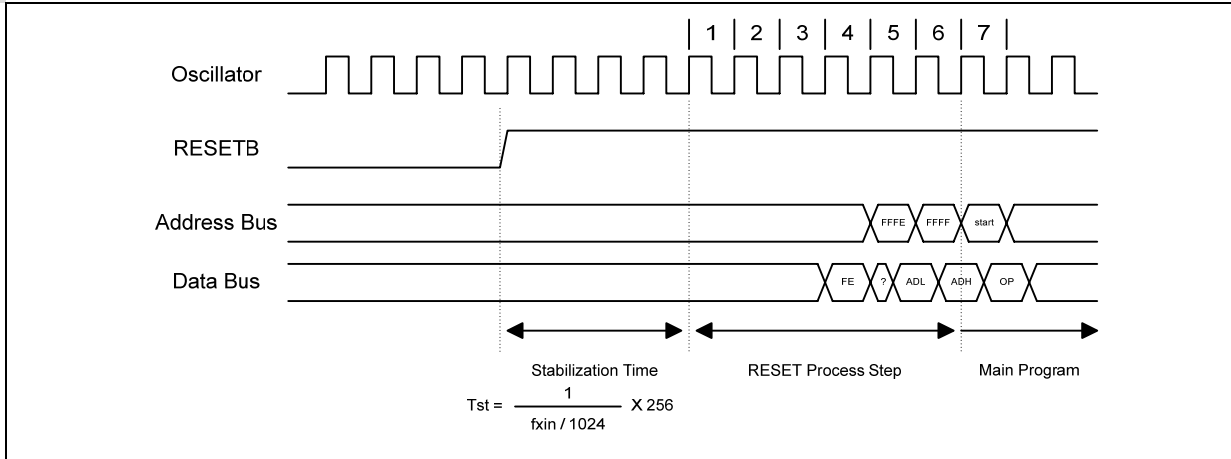 1 2 3 4 5 6 7
Oscillator
RESETB
Address Bus
FFFE FFFF start
Data Bus
FE ? ADL ADH OP
Stabilization Time
RESET Process Step
Main Program
Tst = 1 X 256
fxin / 1024